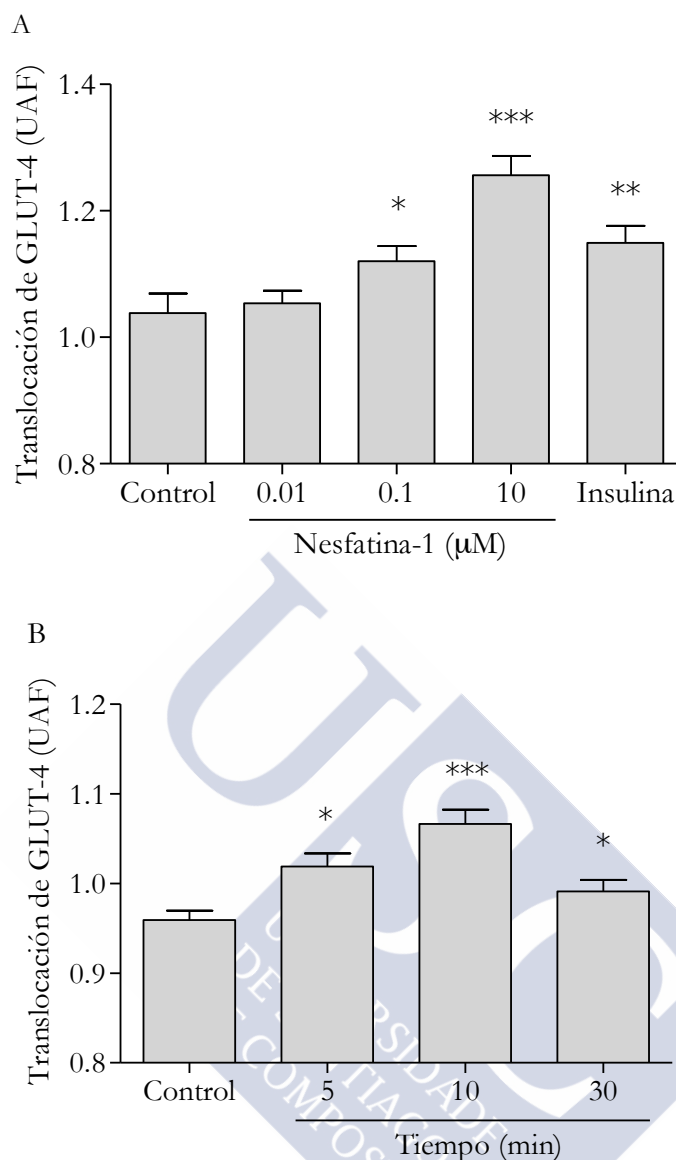 A
Translocación de GLUT-4 (UAF)
1.4
1.2
1.0
0.8
*
***
**
Control 0.01 0.1 10 Insulina
Nesfatina-1 (μM)
B
Translocación de GLUT-4 (UAF)
1.2
1.1
1.0
0.9
0.8
*
***
*
Control 5 10 30
Tiempo (min)
USC